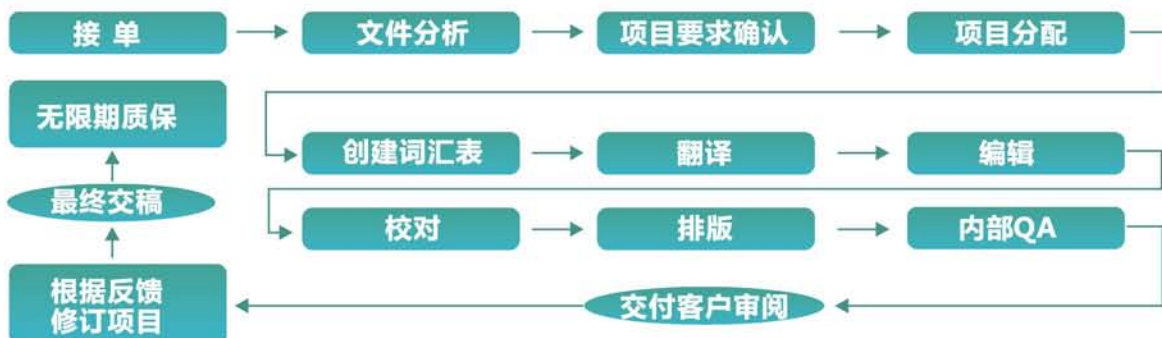 接 单
文件分析
项目要求确认
项目分配
创建词汇表
翻译
编辑
校对
排版
内部QA
交付客户审阅
根据反馈
修订项目
最终交稿
无限期质保